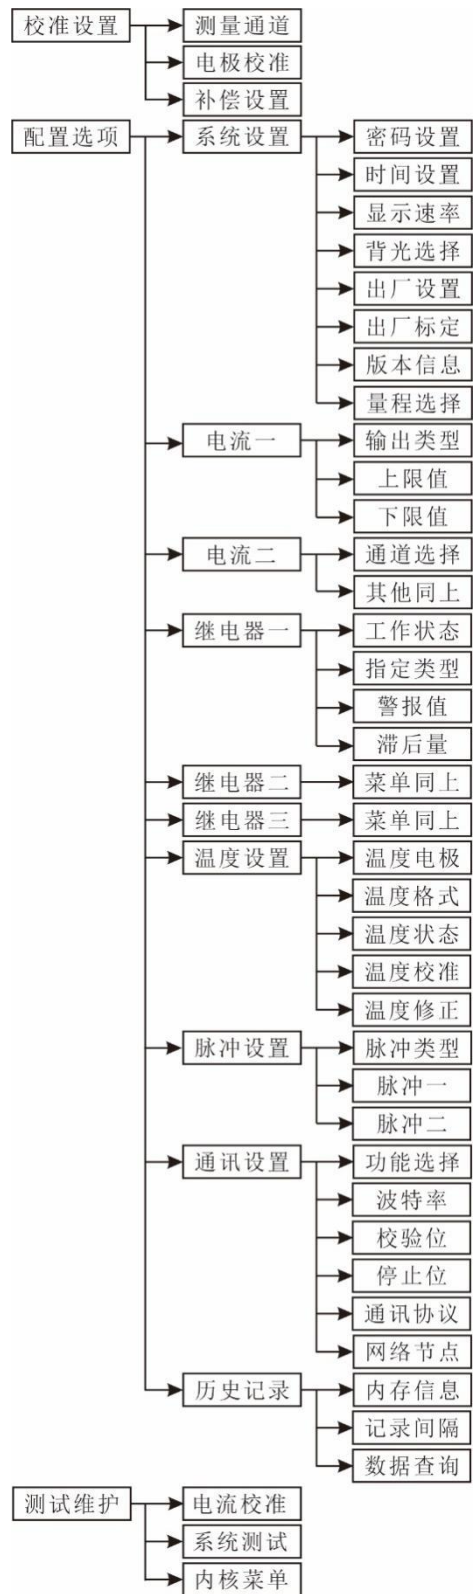 校准设置 测量通道
电极校准
补偿设置
配置选项 系统设置 密码设置
时间设置
显示速率
背光选择
出厂设置
出厂标定
版本信息
量程选择
电流一 输出类型
上限值
下限值
电流二 通道选择
其他同上
继电器一 工作状态
指定类型
警报值
滞后量
继电器二 菜单同上
继电器三 菜单同上
温度设置 温度电极
温度格式
温度状态
温度校准
温度修正
脉冲设置 脉冲类型
脉冲一
脉冲二
通讯设置 功能选择
波特率
校验位
停止位
通讯协议
网络节点
历史记录 内存信息
记录间隔
数据查询
测试维护 电流校准
系统测试
内核菜单